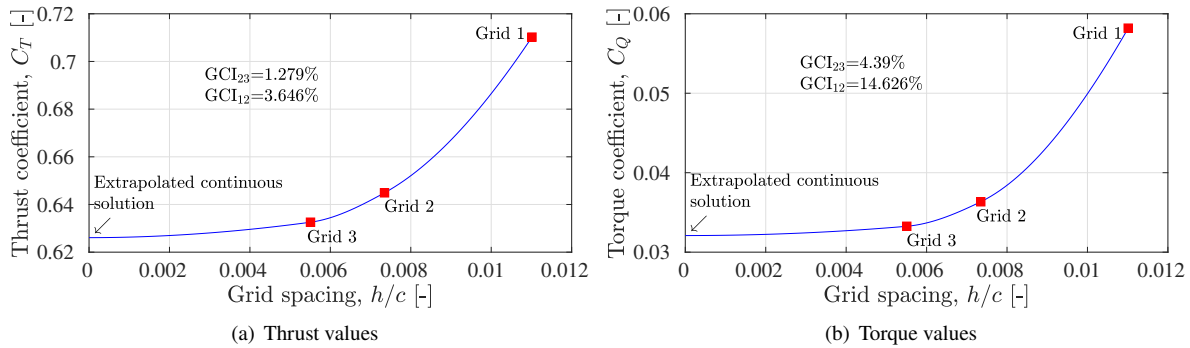 0.72
0.7
0.68
0.66
0.64
0.62
Thrust coefficient, C_T [-]
Grid 1
GCI₂₃=1.279%
GCI₁₂=3.646%
Extrapolated continuous
solution
Grid 2
Grid 3
0 0.002 0.004 0.006 0.008 0.01 0.012
Grid spacing, h/c [-]
(a) Thrust values
0.06
0.05
0.04
0.03
Torque coefficient, C_Q [-]
Grid 1
GCI₂₃=4.39%
GCI₁₂=14.626%
Extrapolated continuous
solution
Grid 2
Grid 3
0 0.002 0.004 0.006 0.008 0.01 0.012
Grid spacing, h/c [-]
(b) Torque values